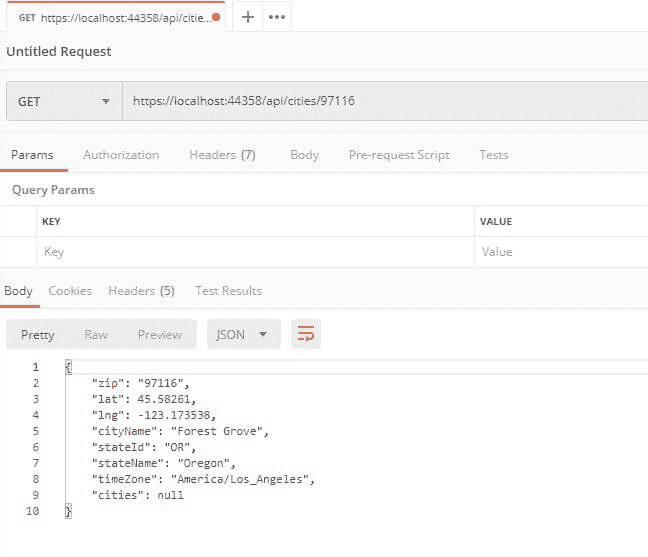 GET https://localhost:44358/api/citie...
Untitled Request
GET https://localhost:44358/api/cities/97116
Params Authorization Headers (7) Body Pre-request Script Tests
Query Params
KEY VALUE
Key Value
Body Cookies Headers (5) Test Results
Pretty Raw Preview JSON
1 {
2 "zip": "97116",
3 "lat": 45.58261,
4 "lng": -123.173538,
5 "cityName": "Forest Grove",
6 "stateId": "OR",
7 "stateName": "Oregon",
8 "timeZone": "America/Los_Angeles",
9 "cities": null
10 }